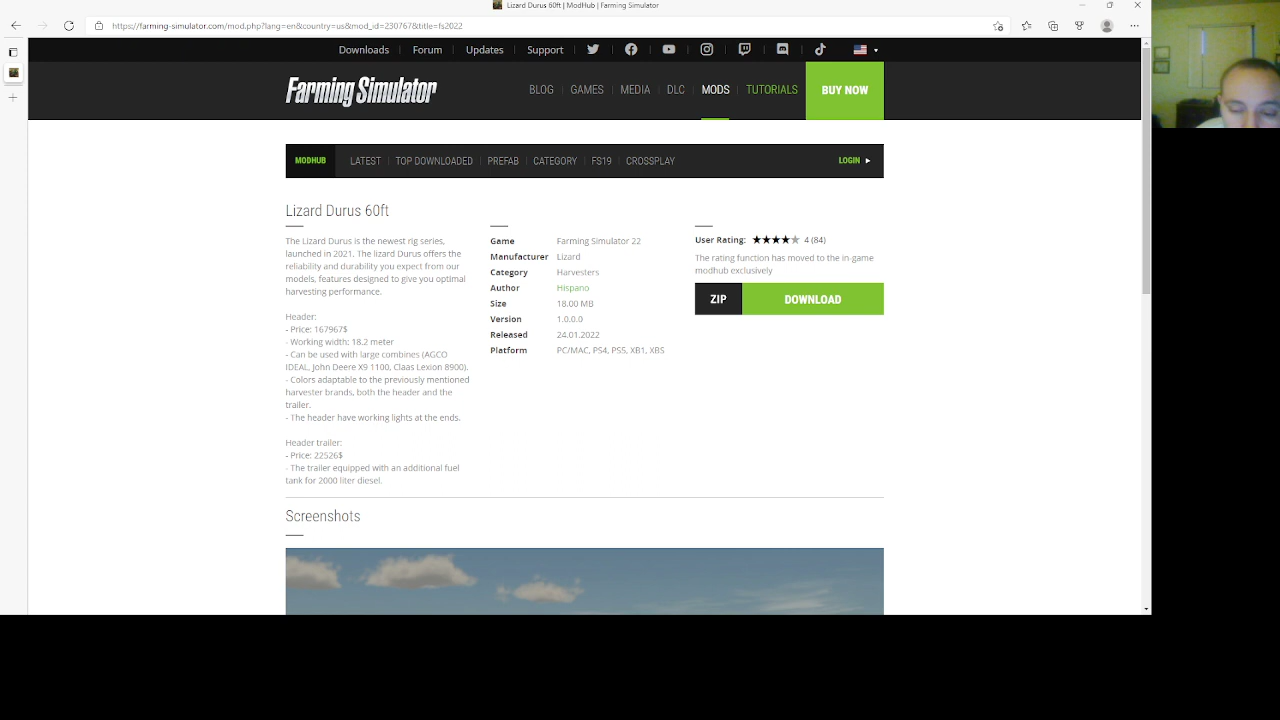 Lizard Durus 60ft | ModHub | Farming Simulator
https://farming-simulator.com/mod.php?lang=en&country=us&mod_id=230767&title=fs2022
Downloads Forum Updates Support
Farming Simulator BLOG GAMES MEDIA DLC MODS TUTORIALS BUY NOW
MODHUB LATEST TOP DOWNLOADED PREFAB CATEGORY FS19 CROSSPLAY LOGIN
Lizard Durus 60ft
The Lizard Durus is the newest rig series,
launched in 2021. The lizard Durus offers the
reliability and durability you expect from our
models, features designed to give you optimal
harvesting performance.
Header:
- Price: 167967$
- Working width: 18.2 meter
- Can be used with large combines (AGCO
IDEAL, John Deere X9 1100, Claas Lexion 8900).
- Colors adaptable to the previously mentioned
harvester brands, both the header and the
trailer.
- The header have working lights at the ends.
Header trailer:
- Price: 22526$
- The trailer equipped with an additional fuel
tank for 2000 liter diesel.
Game Farming Simulator 22
Manufacturer Lizard
Category Harvesters
Author Hispano
Size 18.00 MB
Version 1.0.0.0
Released 24.01.2022
Platform PC/MAC, PS4, PS5, XB1, XBS
User Rating: 4 (84)
The rating function has moved to the in-game
modhub exclusively
ZIP DOWNLOAD
Screenshots